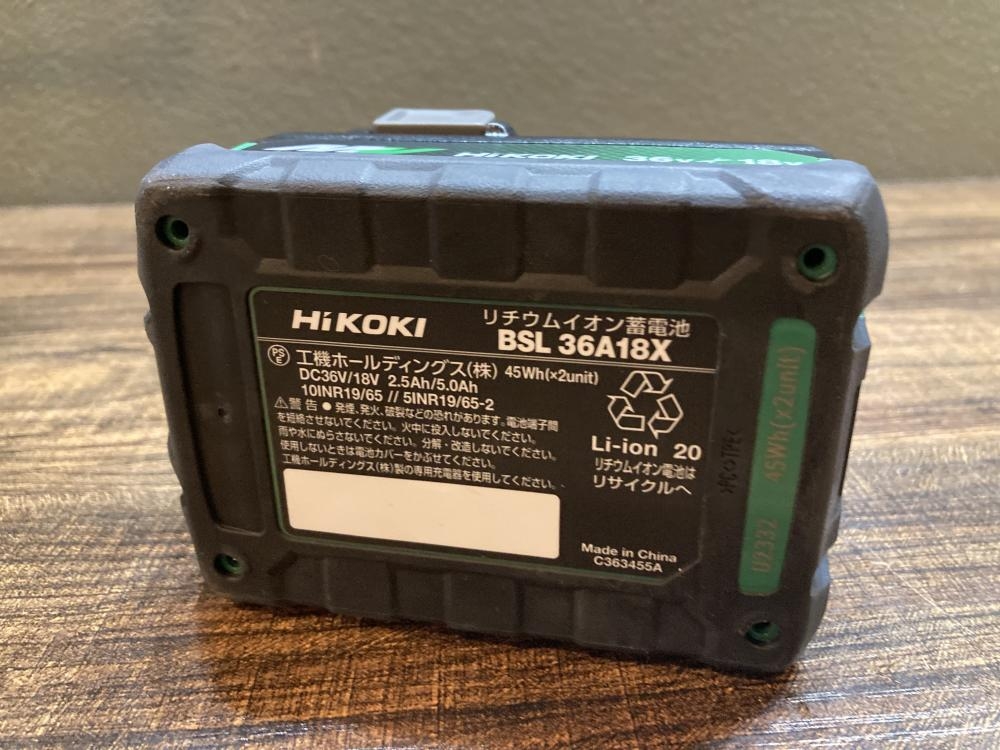 HiKOKI 36V / 18V
HiKOKI
リチウムイオン蓄電池
BSL 36A18X
PS
E
工機ホールディングス(株) 45Wh(×2unit)
DC36V/18V 2.5Ah/5.0Ah
10INR19/65 // 5INR19/65-2
⚠警告 ● 発煙、発火、破裂などの恐れがあります。電池端子間
を短絡させないでください。火中に投入しないでください。
雨や水にぬらさないでください。分解・改造しないでください。
使用しないときは電池カバーをかぶせてください。
工機ホールディングス(株)製の専用充電器を使用してください。
Li-ion 20
リチウムイオン電池は
リサイクルへ
Made in China
C363455A
>PC◇TPE<
U2332 45Wh(×2unit)